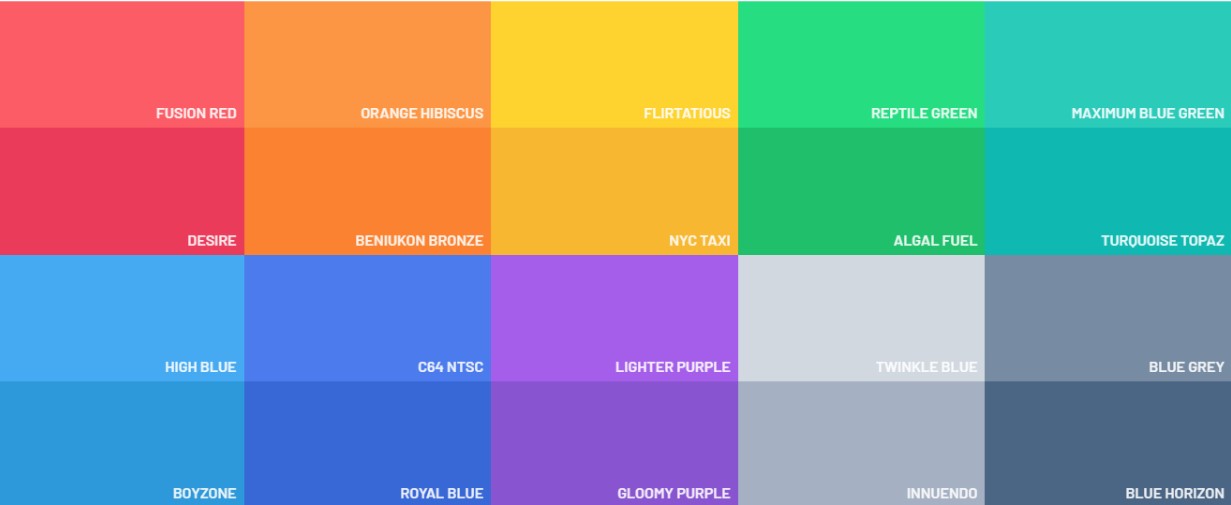 FUSION RED
ORANGE HIBISCUS
FLIRTATIOUS
REPTILE GREEN
MAXIMUM BLUE GREEN
DESIRE
BENIUKON BRONZE
NYC TAXI
ALGAL FUEL
TURQUOISE TOPAZ
HIGH BLUE
C64 NTSC
LIGHTER PURPLE
TWINKLE BLUE
BLUE GREY
BOYZONE
ROYAL BLUE
GLOOMY PURPLE
INNUENDO
BLUE HORIZON